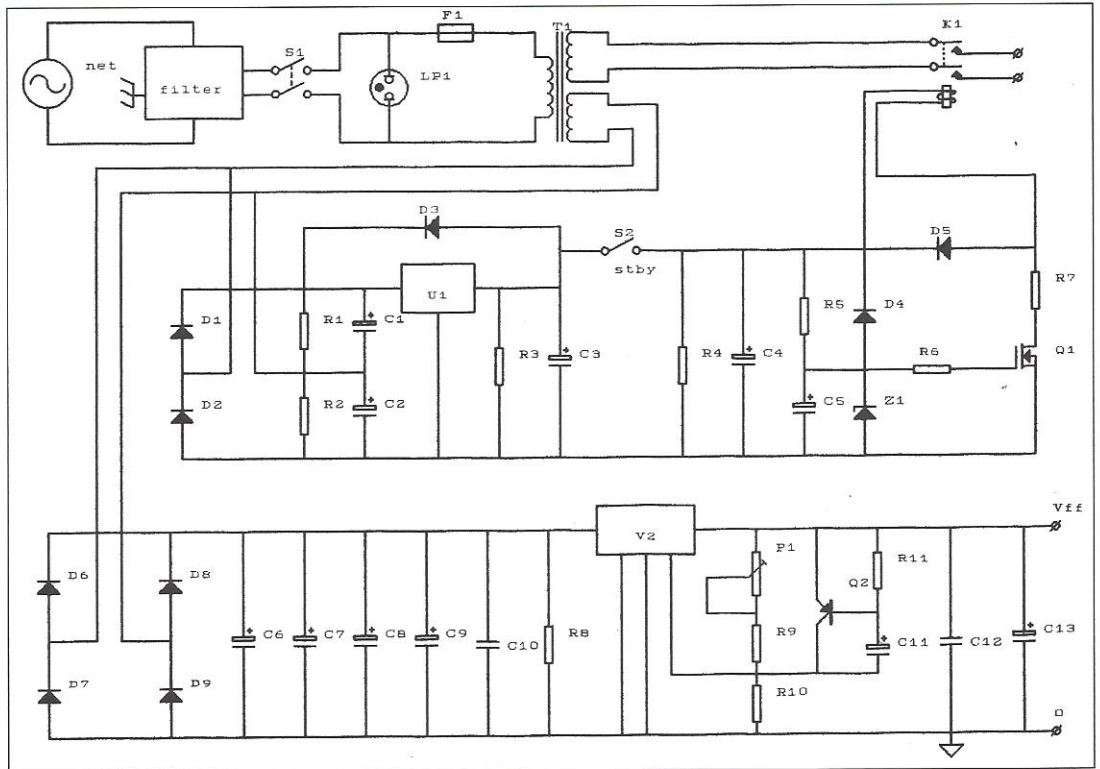 F1
T1
K1
S1
net
filter
LP1
D3
S2
D5
stby
U1
R7
D1
R1
C1
R5
D4
R3
C3
R4
C4
R6
Q1
D2
R2
C2
C5
Z1
Vff
V2
P1
D6
D8
Q2
R11
C6
C7
C8
C9
C10
R8
R9
C11
C12
C13
D7
D9
R10
0